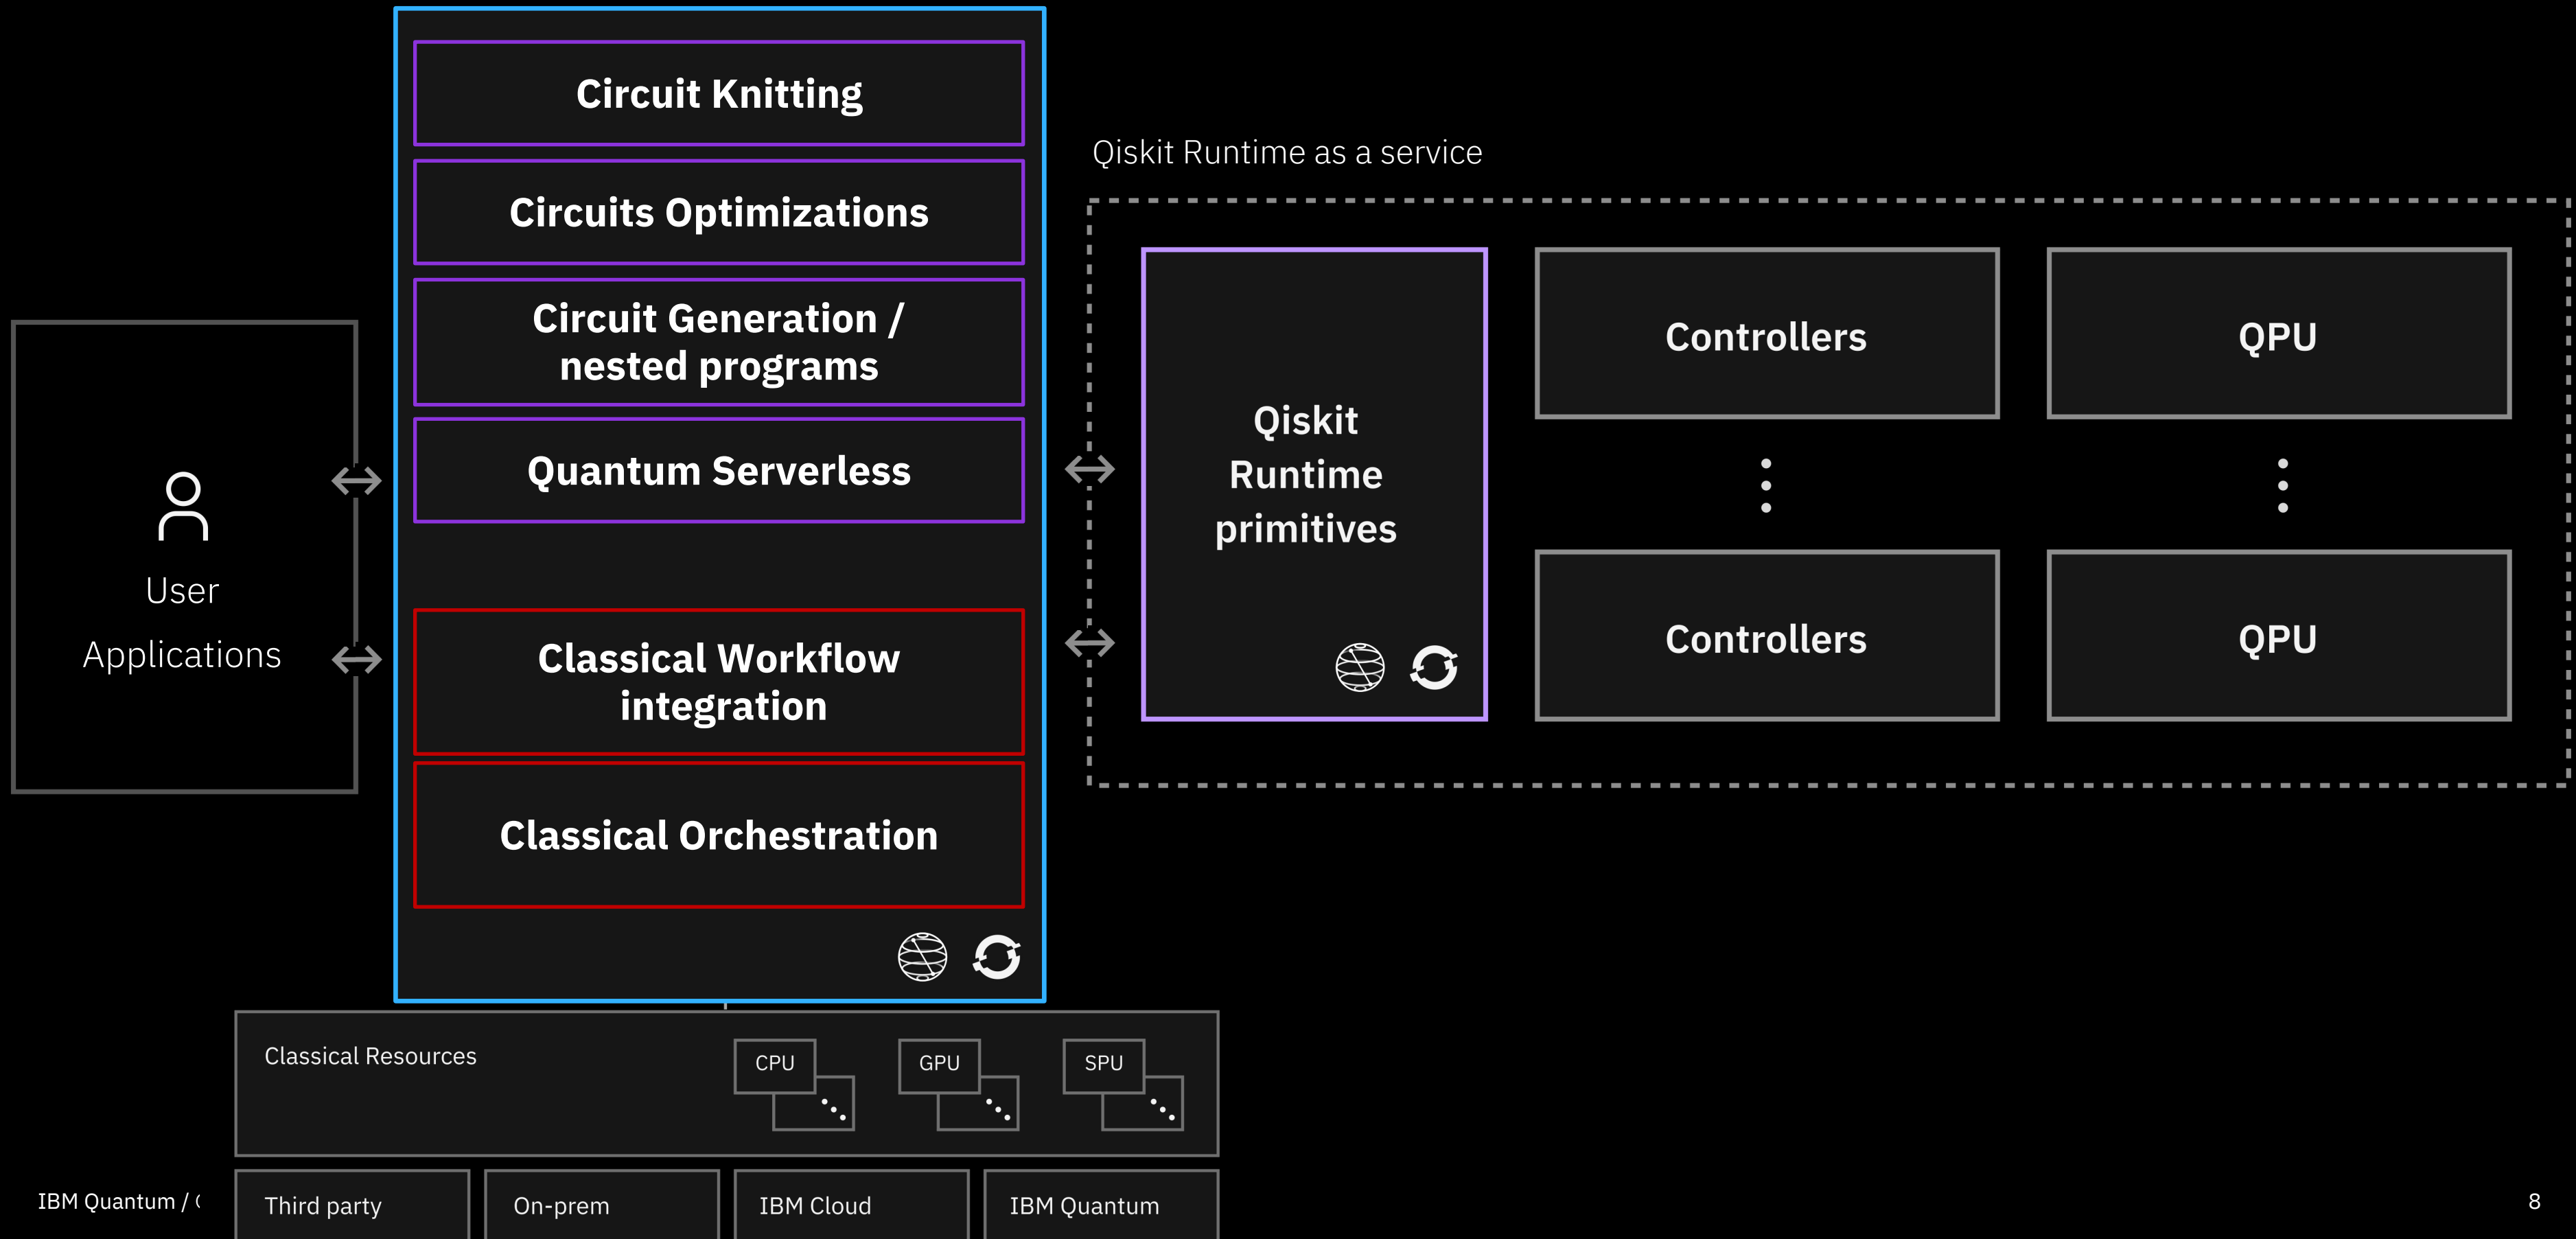 Circuit Knitting
Circuits Optimizations
Circuit Generation /
nested programs
Quantum Serverless
Classical Workflow
integration
Classical Orchestration
User
Applications
Qiskit Runtime as a service
Qiskit
Runtime
primitives
Controllers
QPU
Controllers
QPU
Classical Resources
CPU
GPU
SPU
Third party
On-prem
IBM Cloud
IBM Quantum
IBM Quantum /
8